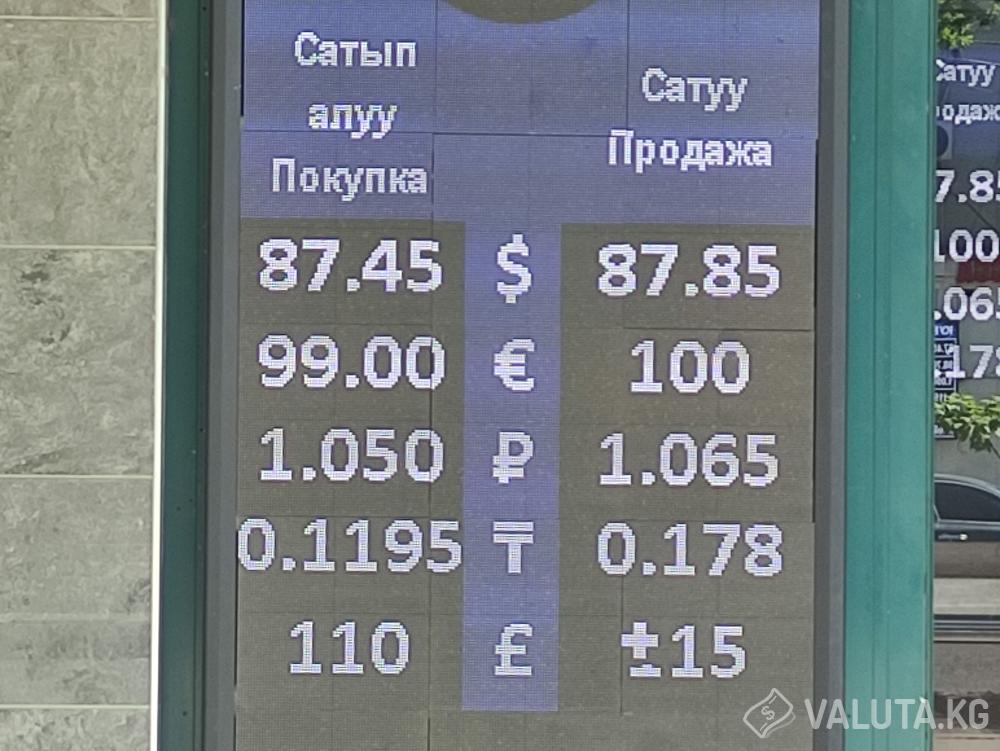 Сатып
алуу
Покупка
Сатуу
Продажа
87.45 $ 87.85
99.00 € 100
1.050 ₽ 1.065
0.1195 ₸ 0.178
110 £ ±15
VALUTA.KG